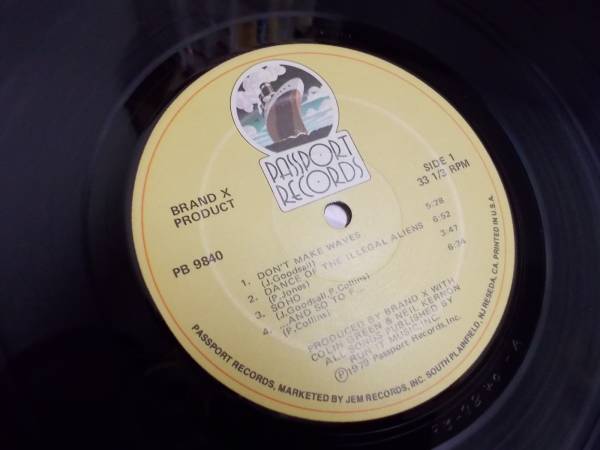 PASSPORT
RECORDS
BRAND X
PRODUCT
PB 9840
SIDE 1
33 1/3 RPM
1. DON'T MAKE WAVES 5:28
(J.Goodsall)
2. DANCE OF THE ILLEGAL ALIENS 6:52
(P.Jones)
3. SOHO 3:47
(J.Goodsall,P.Collins)
4. ...AND SO TO F... 6:34
(P.Collins)
PRODUCED BY BRAND X WITH
COLIN GREEN & NEIL KERNON
ALL SONGS PUBLISHED BY
MUSIC INC.
Ⓟ1979 Passport Records, Inc.
PASSPORT RECORDS, MARKETED BY JEM RECORDS, INC. SOUTH PLAINFIELD, NJ RESEDA, CA. PRINTED IN U.S.A.